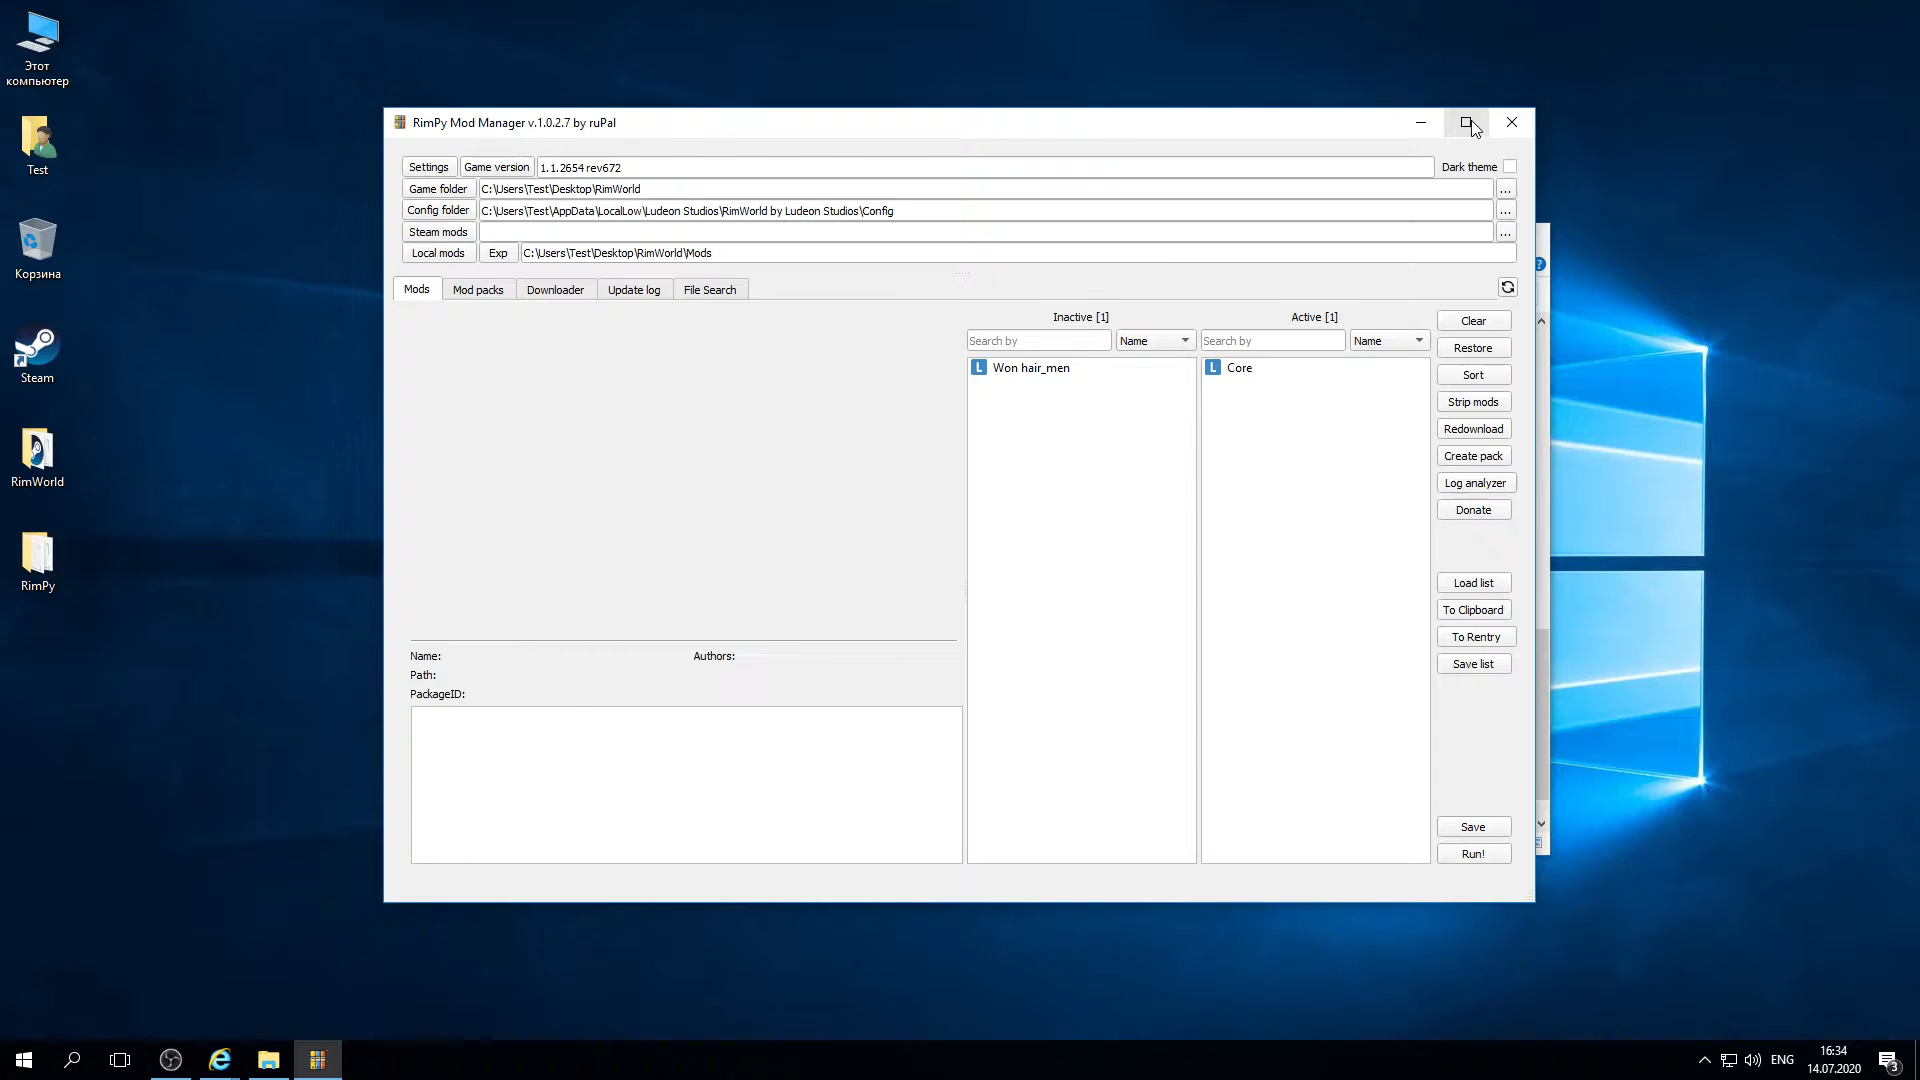 Этот
компьютер
Test
Корзина
Steam
RimWorld
RimPy
RimPy Mod Manager v.1.0.2.7 by ruPal
Settings Game version 1.1.2654 rev672 Dark theme
Game folder C:\Users\Test\Desktop\RimWorld ...
Config folder C:\Users\Test\AppData\LocalLow\Ludeon Studios\RimWorld by Ludeon Studios\Config ...
Steam mods ...
Local mods Exp C:\Users\Test\Desktop\RimWorld\Mods
Mods Mod packs Downloader Update log File Search
Inactive [1] Active [1]
Search by Name Search by Name
L Won hair_men L Core
Clear
Restore
Sort
Strip mods
Redownload
Create pack
Log analyzer
Donate
Load list
To Clipboard
To Rentry
Save list
Name: Authors:
Path:
PackageID:
Save
Run!
ENG
16:34
14.07.2020
3